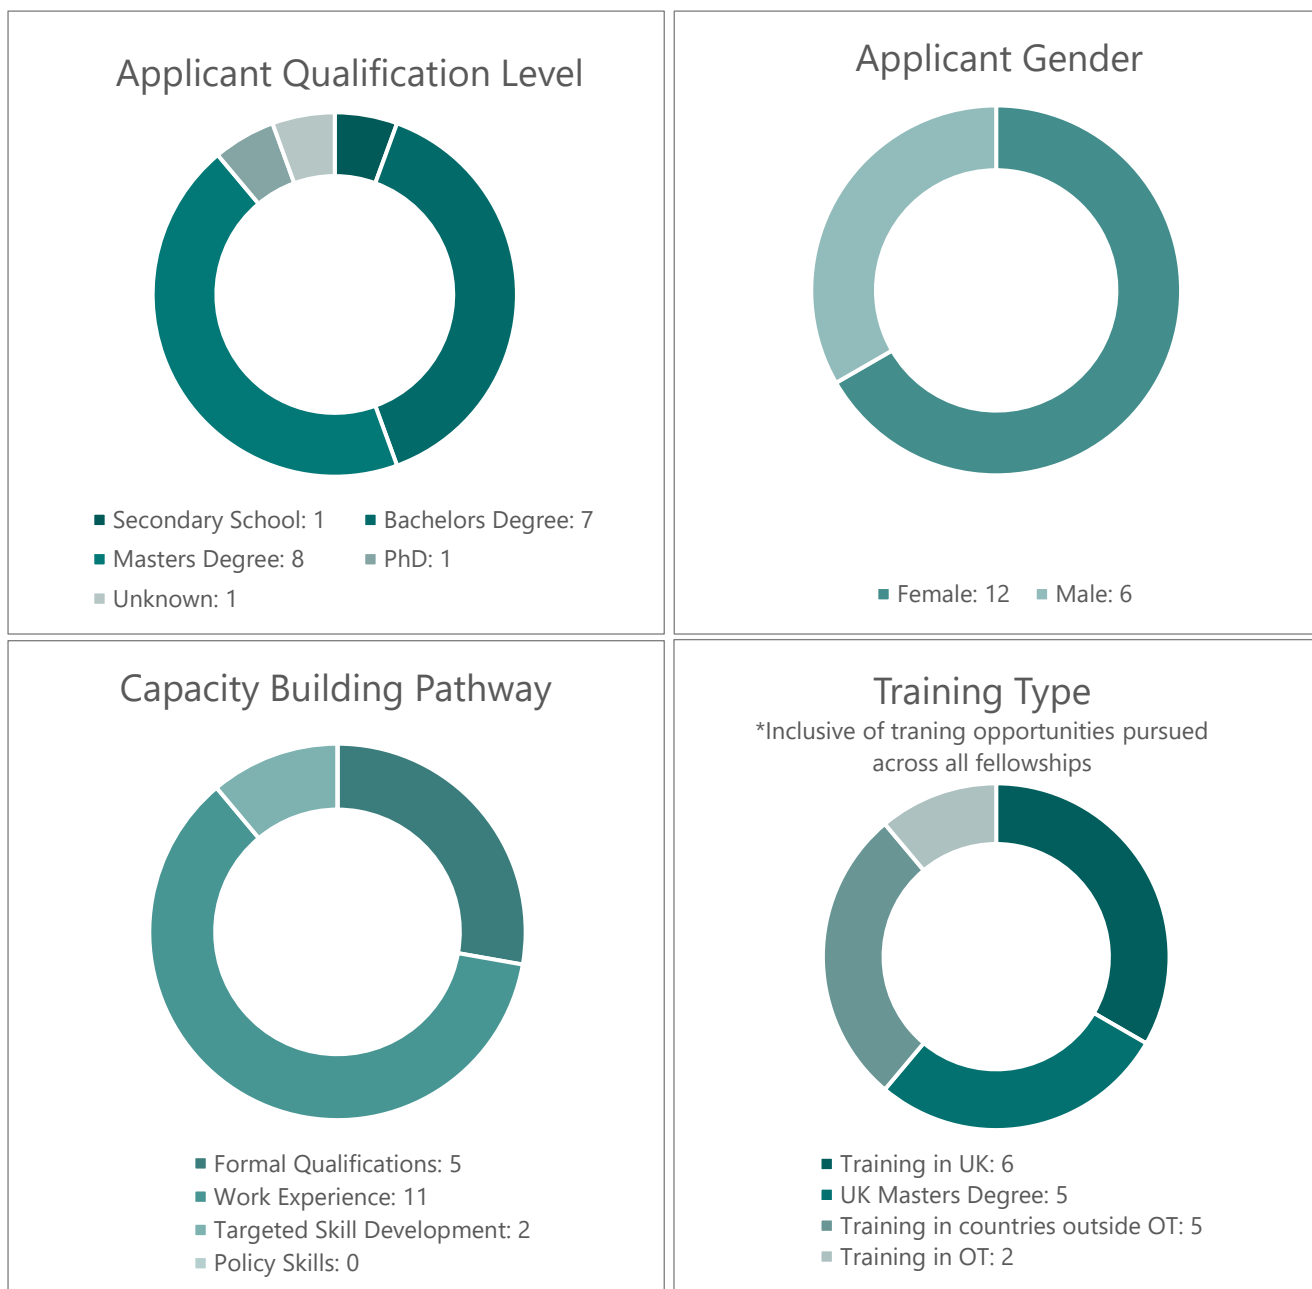 Applicant Qualification Level
Secondary School: 1
Bachelors Degree: 7
Masters Degree: 8
PhD: 1
Unknown: 1
Applicant Gender
Female: 12
Male: 6
Capacity Building Pathway
Formal Qualifications: 5
Work Experience: 11
Targeted Skill Development: 2
Policy Skills: 0
Training Type
*Inclusive of traning opportunities pursued
across all fellowships
Training in UK: 6
UK Masters Degree: 5
Training in countries outside OT: 5
Training in OT: 2